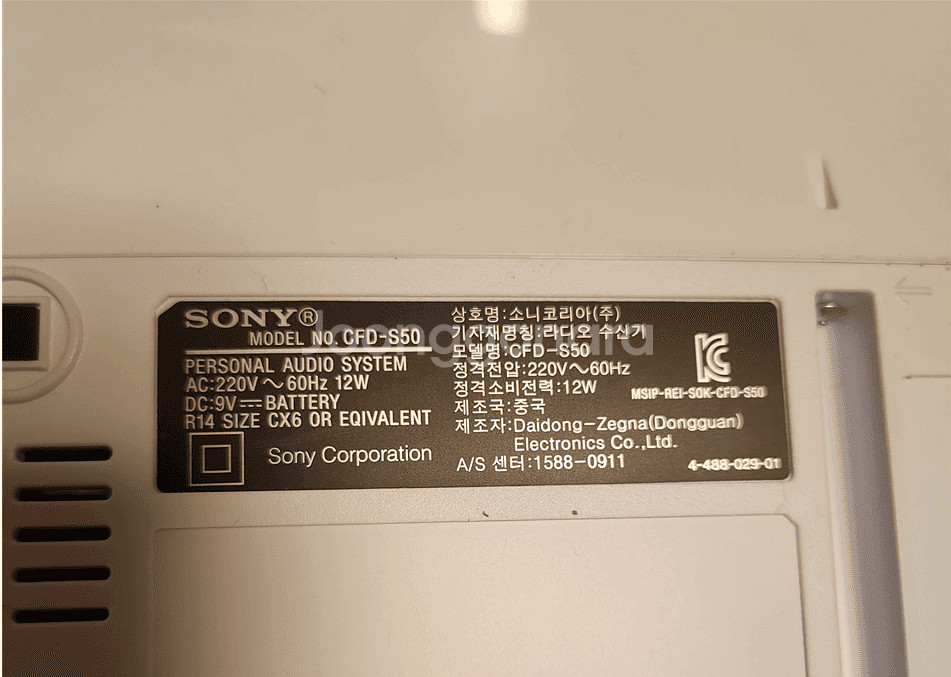 SONY®
MODEL NO. CFD-S50
PERSONAL AUDIO SYSTEM
AC:220V ~ 60Hz 12W
DC:9V⎓BATTERY
R14 SIZE CX6 OR EQIVALENT
Sony Corporation
상호명:소니코리아(주)
기자재명칭:라디오 수신기
모델명:CFD-S50
정격전압:220V~60Hz
정격소비전력:12W
제조국:중국
제조자:Daidong-Zegna(Dongguan)
Electronics Co.,Ltd.
A/S 센터:1588-0911
MSIP-REI-SOK-CFD-S50
4-488-029-01
Joonggonara